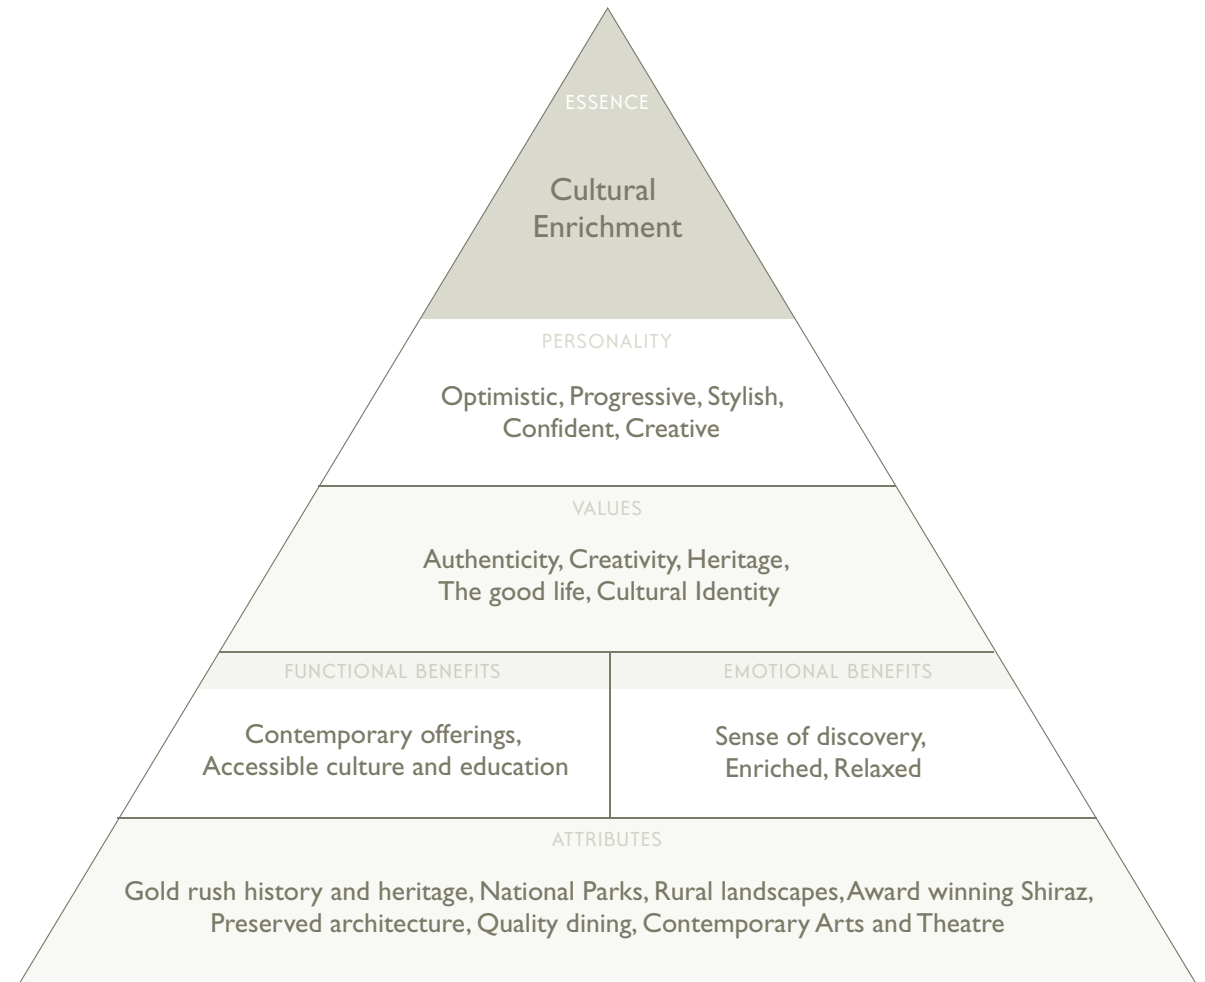 ESSENCE
Cultural
Enrichment
PERSONALITY
Optimistic, Progressive, Stylish,
Confident, Creative
VALUES
Authenticity, Creativity, Heritage,
The good life, Cultural Identity
FUNCTIONAL BENEFITS
Contemporary offerings,
Accessible culture and education
EMOTIONAL BENEFITS
Sense of discovery,
Enriched, Relaxed
ATTRIBUTES
Gold rush history and heritage, National Parks, Rural landscapes, Award winning Shiraz,
Preserved architecture, Quality dining, Contemporary Arts and Theatre